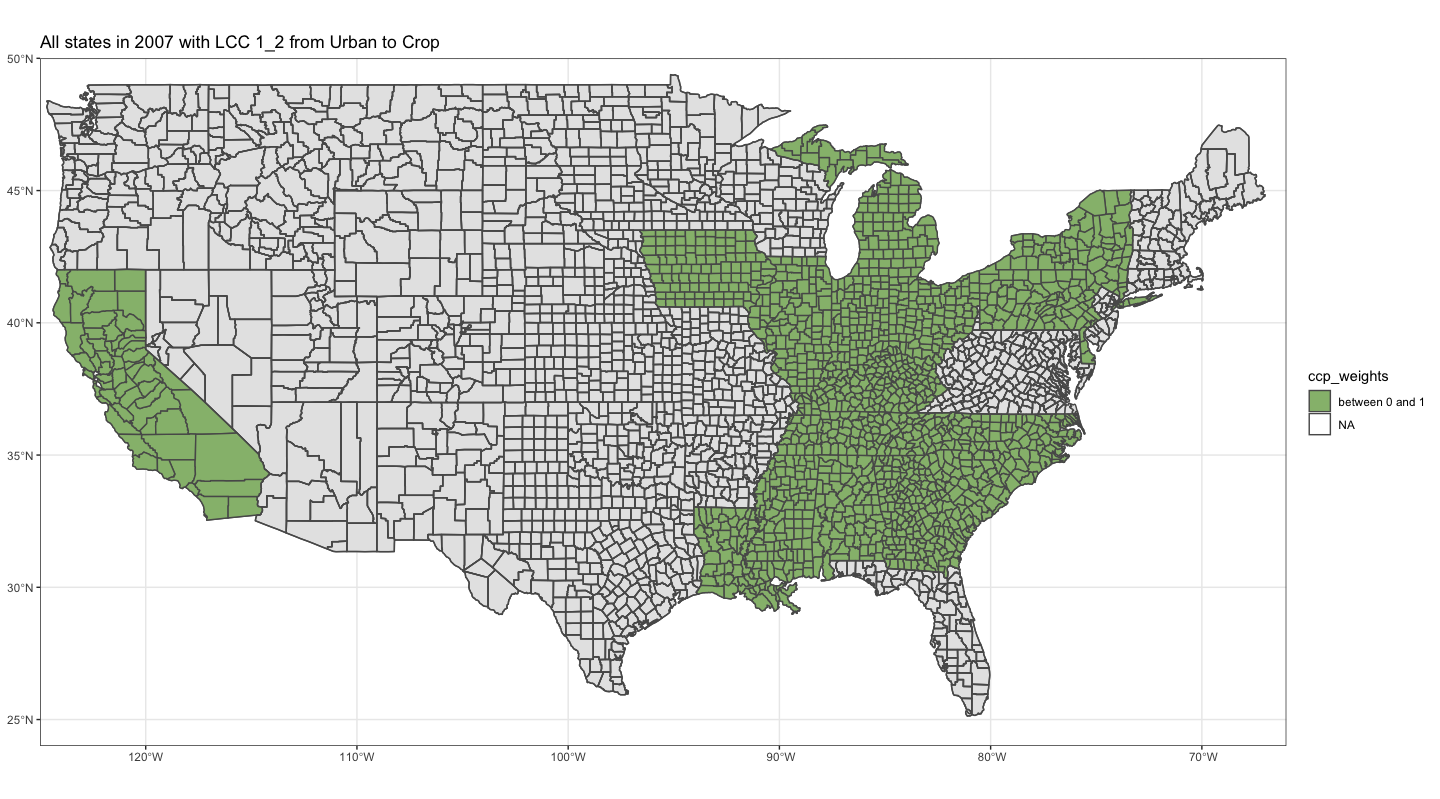 All states in 2007 with LCC 1_2 from Urban to Crop
50°N
45°N
40°N
35°N
30°N
25°N
120°W
110°W
100°W
90°W
80°W
70°W
ccp_weights
between 0 and 1
NA